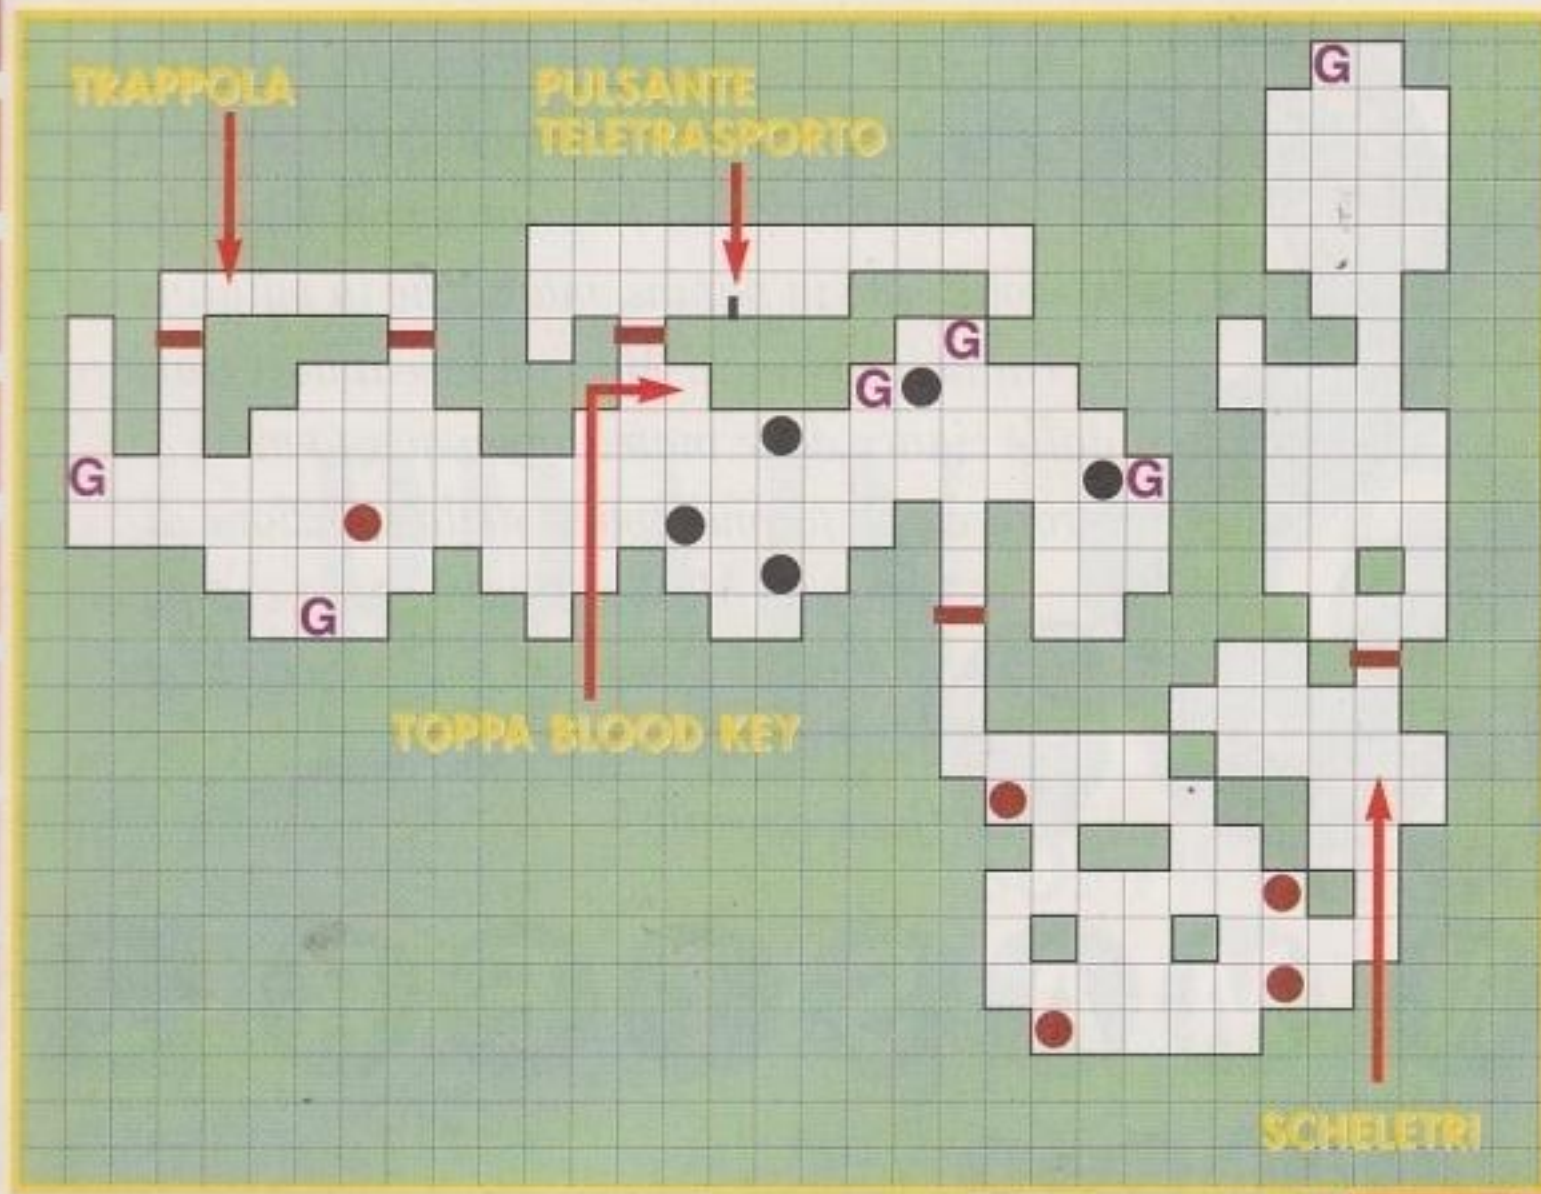 TRAPPOLA
PULSANTE
TELETRASPORTO
G
G
G
G
G
G
TOPPA BLOOD KEY
SCHELETRI